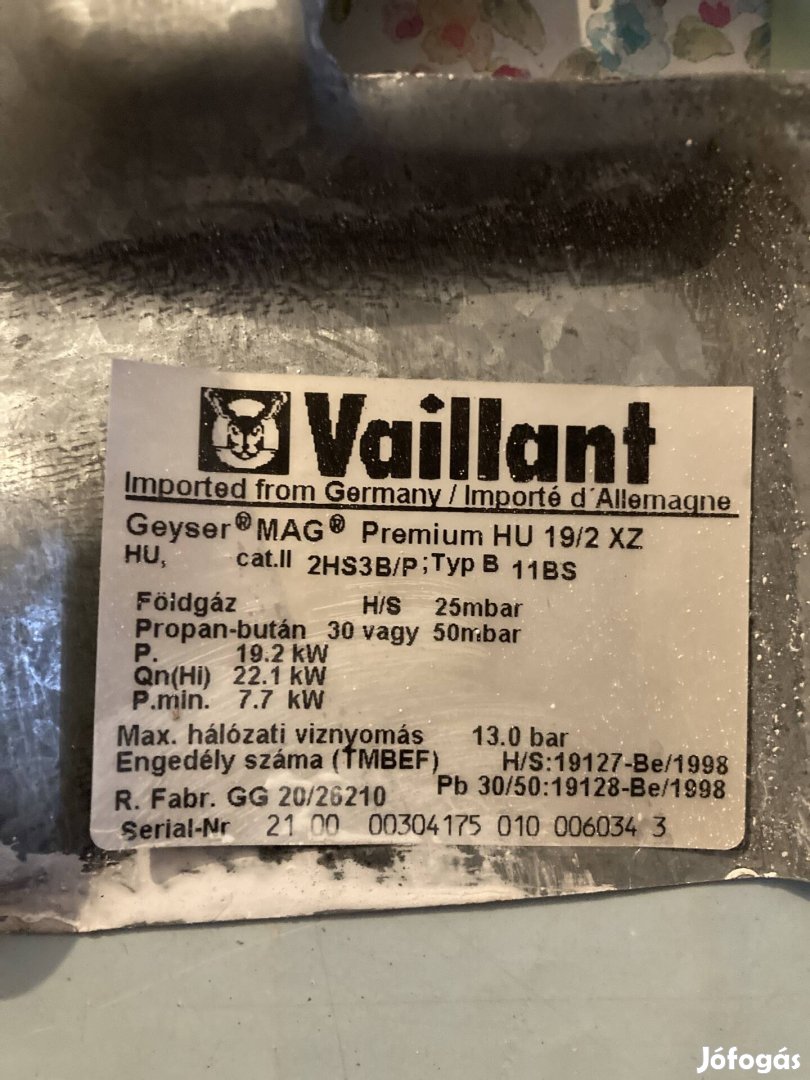 Vaillant
Imported from Germany / Importé d'Allemagne
Geyser® MAG® Premium HU 19/2 XZ
HU, cat.II 2HS3B/P; Typ B 11BS
Földgáz H/S 25mbar
Propan-bután 30 vagy 50mbar
P. 19.2 kW
Qn(Hi) 22.1 kW
P.min. 7.7 kW
Max. hálózati viznyomás 13.0 bar
Engedély száma (TMBEF) H/S:19127-Be/1998
Pb 30/50:19128-Be/1998
R. Fabr. GG 20/26210
Serial-Nr 21 00 00304175 010 006034 3
Jófogás